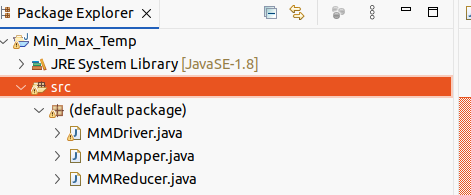 Package Explorer
Min_Max_Temp
JRE System Library [JavaSE-1.8]
src
(default package)
MMDriver.java
MMMapper.java
MMReducer.java